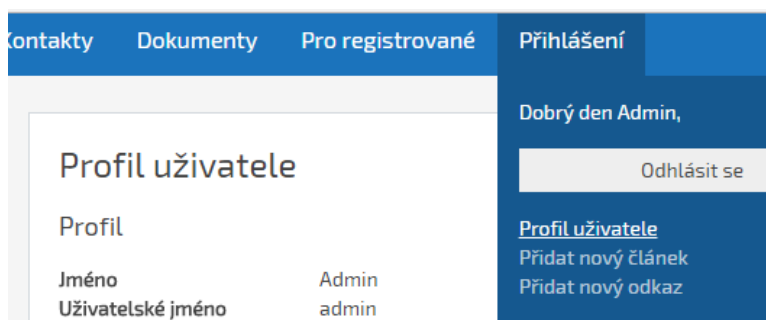 Kontakty Dokumenty Pro registrované Přihlášení
Dobrý den Admin,
Odhlásit se
Profil uživatele
Přidat nový článek
Přidat nový odkaz
Profil uživatele
Profil
Jméno Admin
Uživatelské jméno admin